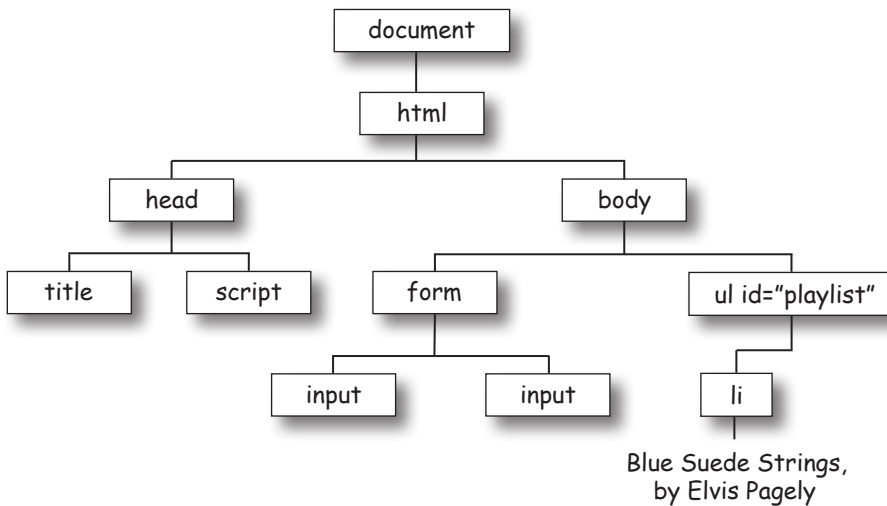 document
html
head
body
title
script
form
ul id=”playlist”
input
input
li
Blue Suede Strings,
by Elvis Pagely